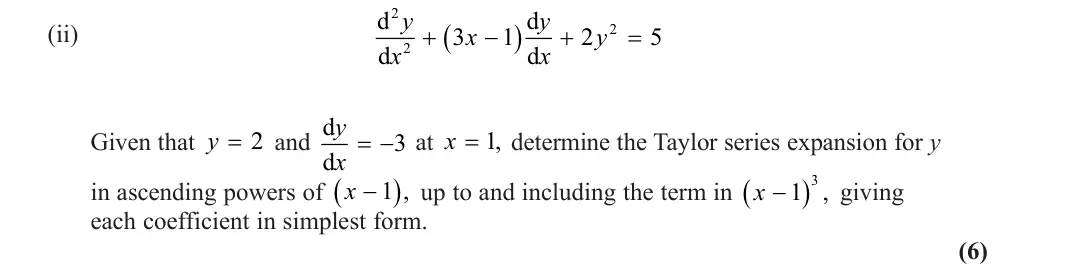 (ii) d²y/dx² + (3x − 1) dy/dx + 2y² = 5
Given that y = 2 and dy/dx = −3 at x = 1, determine the Taylor series expansion for y
in ascending powers of (x − 1), up to and including the term in (x − 1)³, giving
each coefficient in simplest form.
(6)